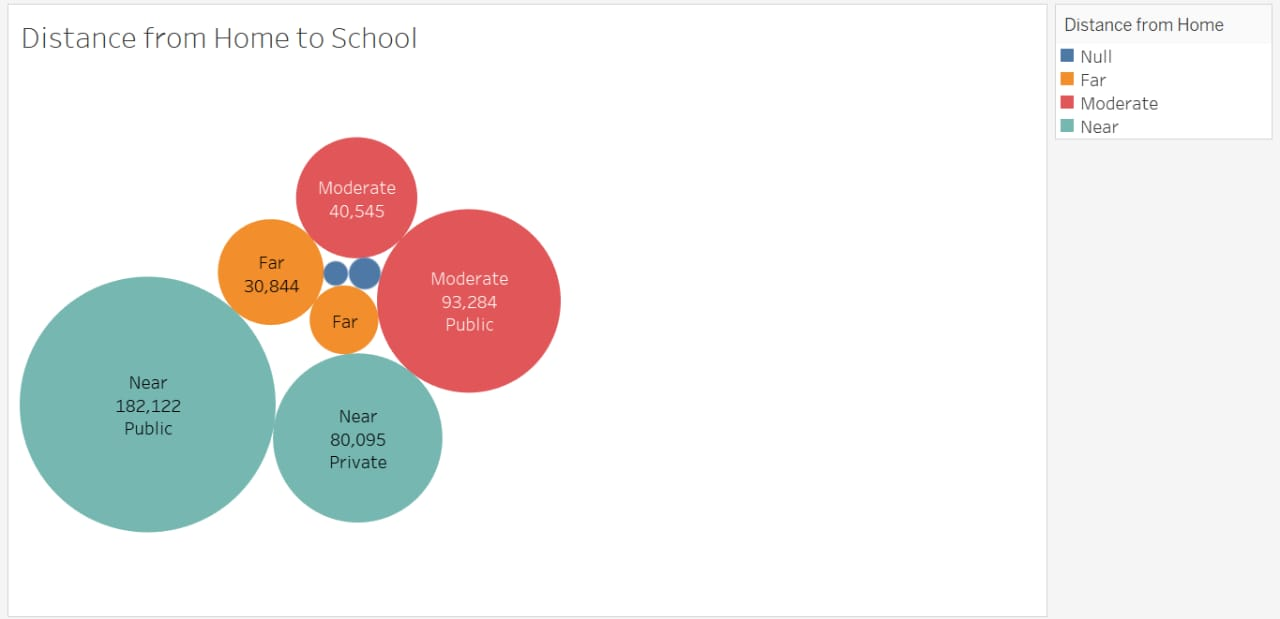 Distance from Home to School
Moderate
40,545
Far
30,844
Moderate
93,284
Public
Far
Near
182,122
Public
Near
80,095
Private
Distance from Home
Null
Far
Moderate
Near